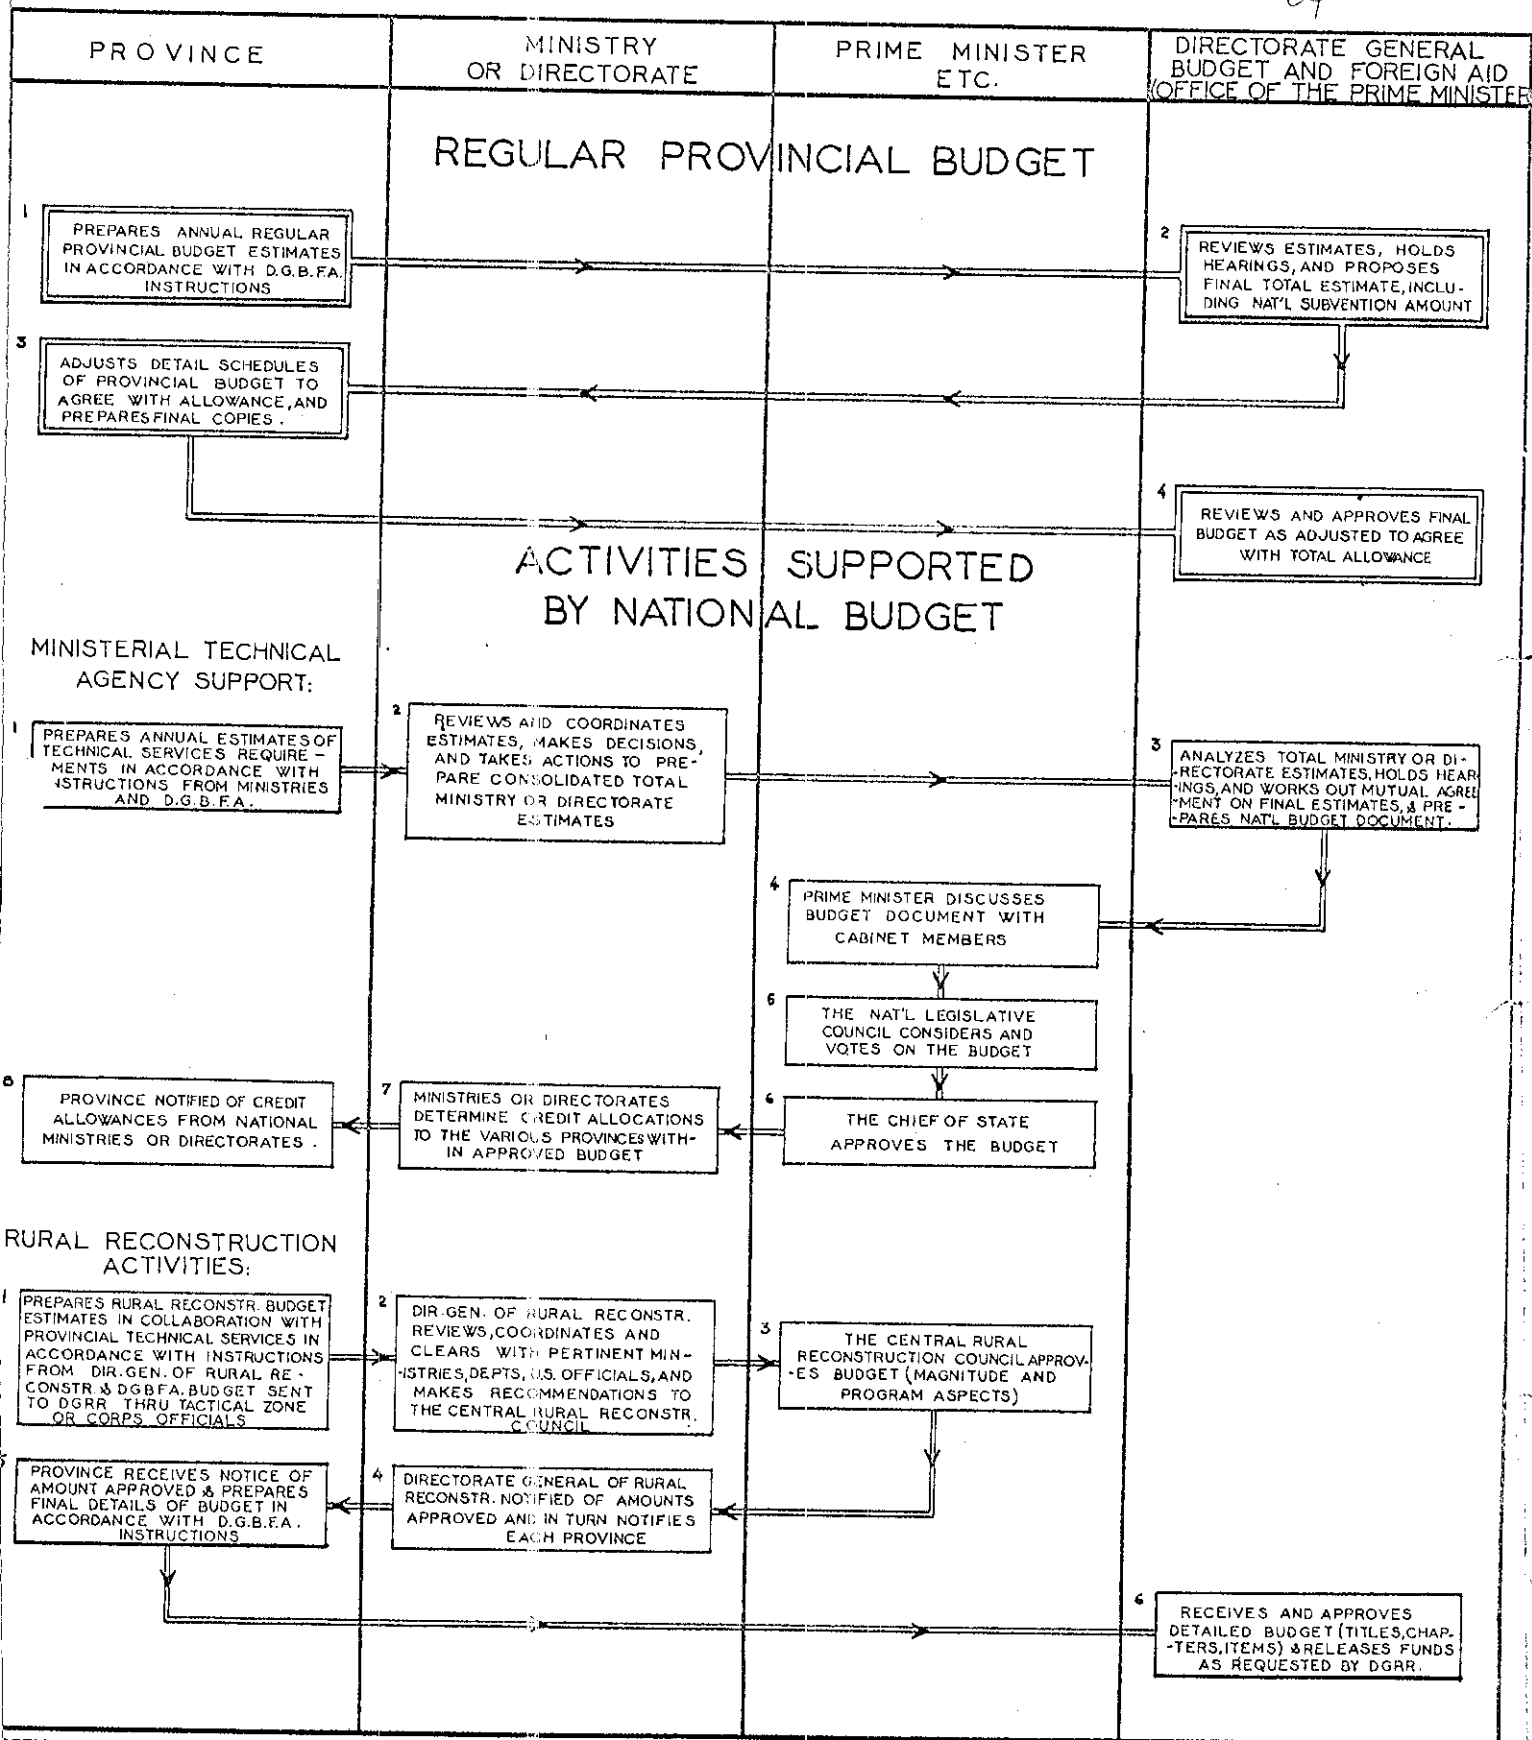 PROVINCE
MINISTRY
OR DIRECTORATE
PRIME MINISTER
ETC.
DIRECTORATE GENERAL
BUDGET AND FOREIGN AID
(OFFICE OF THE PRIME MINISTER
REGULAR PROVINCIAL BUDGET
1
PREPARES ANNUAL REGULAR
PROVINCIAL BUDGET ESTIMATES
IN ACCORDANCE WITH D.G.B.F.A.
INSTRUCTIONS
2
REVIEWS ESTIMATES, HOLDS
HEARINGS, AND PROPOSES
FINAL TOTAL ESTIMATE, INCLU-
DING NAT'L SUBVENTION AMOUNT
3
ADJUSTS DETAIL SCHEDULES
OF PROVINCIAL BUDGET TO
AGREE WITH ALLOWANCE, AND
PREPARES FINAL COPIES.
4
REVIEWS AND APPROVES FINAL
BUDGET AS ADJUSTED TO AGREE
WITH TOTAL ALLOWANCE
ACTIVITIES SUPPORTED
BY NATIONAL BUDGET
MINISTERIAL TECHNICAL
AGENCY SUPPORT:
1
PREPARES ANNUAL ESTIMATES OF
TECHNICAL SERVICES REQUIRE-
MENTS IN ACCORDANCE WITH
INSTRUCTIONS FROM MINISTRIES
AND D.G.B.F.A.
2
REVIEWS AND COORDINATES
ESTIMATES, MAKES DECISIONS,
AND TAKES ACTIONS TO PRE-
PARE CONSOLIDATED TOTAL
MINISTRY OR DIRECTORATE
ESTIMATES
3
ANALYZES TOTAL MINISTRY OR DI-
-RECTORATE ESTIMATES, HOLDS HEAR
-INGS, AND WORKS OUT MUTUAL AGREE
-MENT ON FINAL ESTIMATES, & PRE-
-PARES NAT'L BUDGET DOCUMENT.
4
PRIME MINISTER DISCUSSES
BUDGET DOCUMENT WITH
CABINET MEMBERS
5
THE NAT'L LEGISLATIVE
COUNCIL CONSIDERS AND
VOTES ON THE BUDGET
6
THE CHIEF OF STATE
APPROVES THE BUDGET
7
MINISTRIES OR DIRECTORATES
DETERMINE CREDIT ALLOCATIONS
TO THE VARIOUS PROVINCES WITH-
IN APPROVED BUDGET
8
PROVINCE NOTIFIED OF CREDIT
ALLOWANCES FROM NATIONAL
MINISTRIES OR DIRECTORATES.
RURAL RECONSTRUCTION
ACTIVITIES:
1
PREPARES RURAL RECONSTR. BUDGET
ESTIMATES IN COLLABORATION WITH
PROVINCIAL TECHNICAL SERVICES IN
ACCORDANCE WITH INSTRUCTIONS
FROM DIR.GEN. OF RURAL RE-
CONSTR. & DGBFA. BUDGET SENT
TO DGRR THRU TACTICAL ZONE
OR CORPS OFFICIALS
2
DIR.GEN. OF RURAL RECONSTR.
REVIEWS, COORDINATES AND
CLEARS WITH PERTINENT MIN-
-ISTRIES, DEPTS, U.S. OFFICIALS, AND
MAKES RECOMMENDATIONS TO
THE CENTRAL RURAL RECONSTR.
COUNCIL
3
THE CENTRAL RURAL
RECONSTRUCTION COUNCIL APPROV-
-ES BUDGET (MAGNITUDE AND
PROGRAM ASPECTS)
4
DIRECTORATE GENERAL OF RURAL
RECONSTR. NOTIFIED OF AMOUNTS
APPROVED AND IN TURN NOTIFIES
EACH PROVINCE
5
PROVINCE RECEIVES NOTICE OF
AMOUNT APPROVED & PREPARES
FINAL DETAILS OF BUDGET IN
ACCORDANCE WITH D.G.B.F.A.
INSTRUCTIONS
6
RECEIVES AND APPROVES
DETAILED BUDGET (TITLES, CHAP-
-TERS, ITEMS) & RELEASES FUNDS
AS REQUESTED BY DGRR.